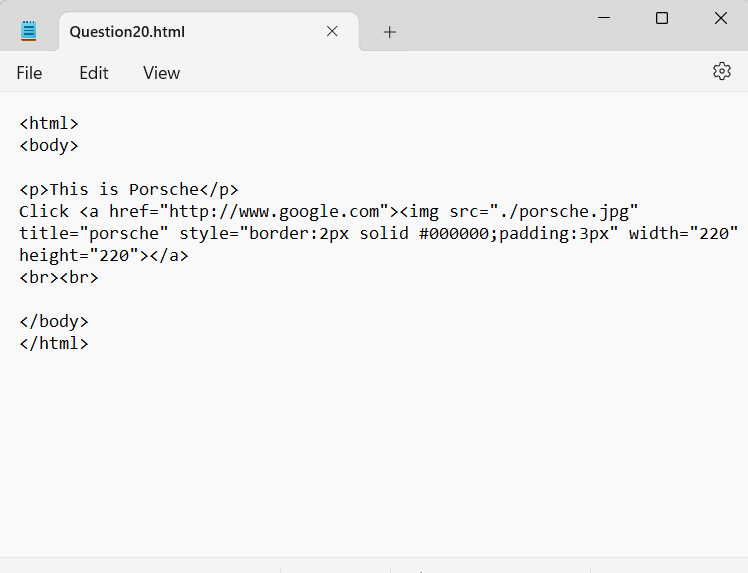 Question20.html
File Edit View
<html>
<body>
<p>This is Porsche</p>
Click <a href="http://www.google.com"><img src="./porsche.jpg"
title="porsche" style="border:2px solid #000000;padding:3px" width="220"
height="220"></a>
<br><br>
</body>
</html>